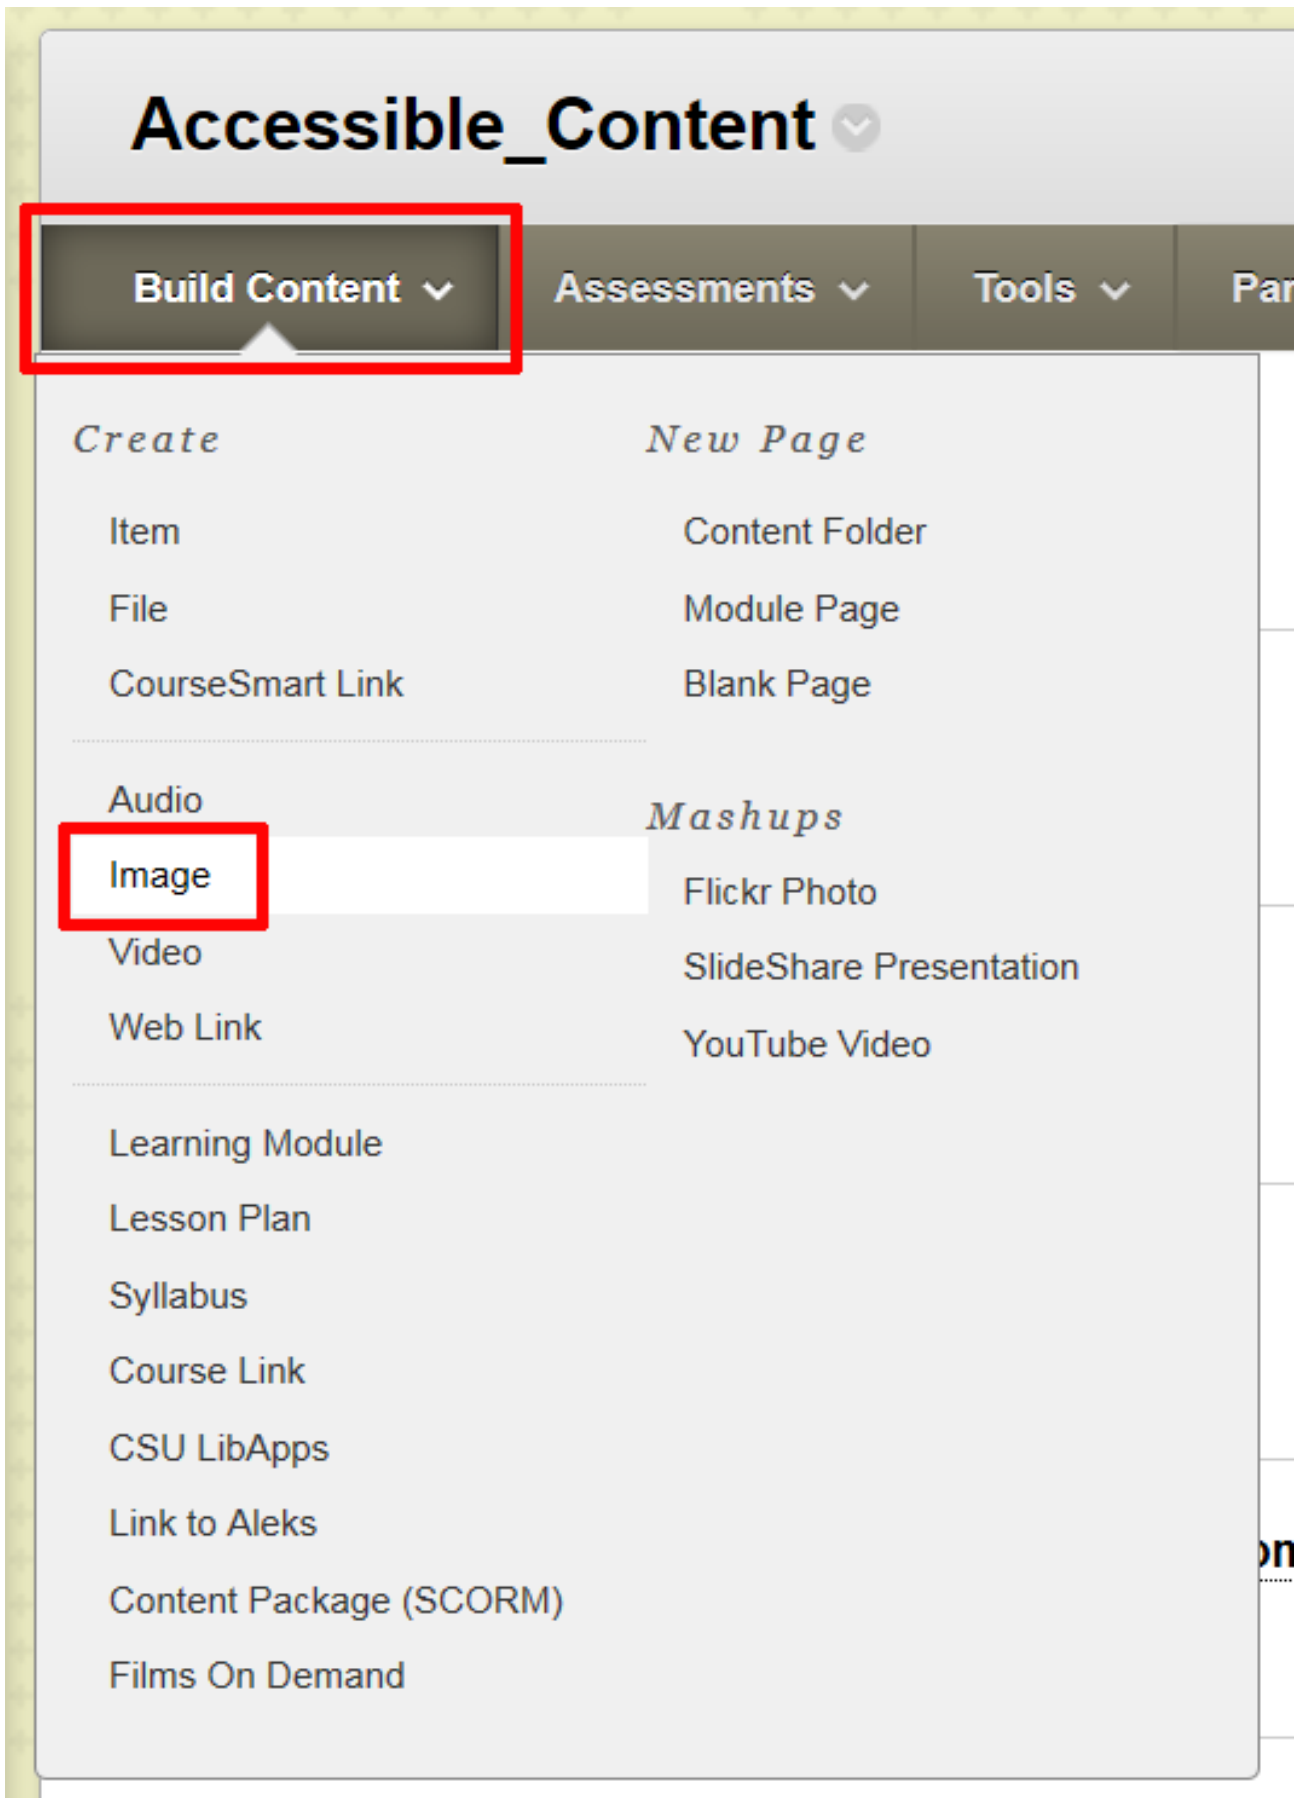 Accessible_Content
Build Content
Assessments
Tools
Par
Create
Item
File
CourseSmart Link
Audio
Image
Video
Web Link
Learning Module
Lesson Plan
Syllabus
Course Link
CSU LibApps
Link to Aleks
Content Package (SCORM)
Films On Demand
New Page
Content Folder
Module Page
Blank Page
Mashups
Flickr Photo
SlideShare Presentation
YouTube Video